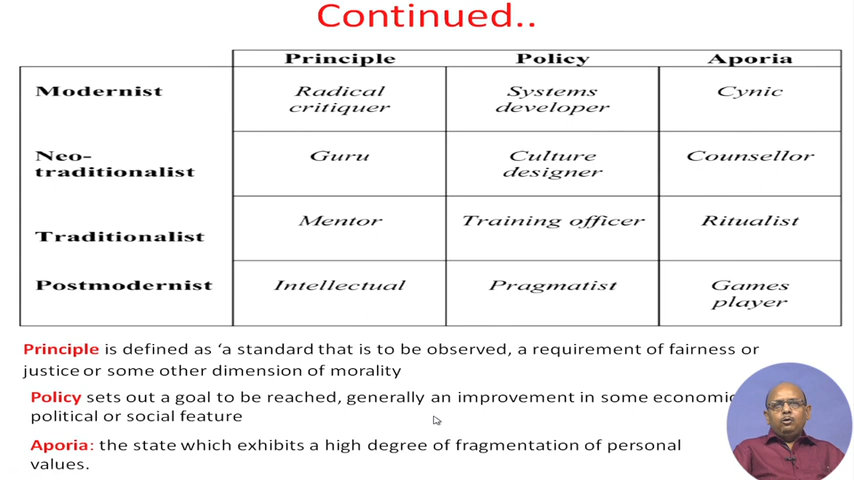 Continued..
Principle Policy Aporia
Modernist Radical critiquer Systems developer Cynic
Neo-traditionalist Guru Culture designer Counsellor
Traditionalist Mentor Training officer Ritualist
Postmodernist Intellectual Pragmatist Games player
Principle is defined as ‘a standard that is to be observed, a requirement of fairness or
justice or some other dimension of morality
Policy sets out a goal to be reached, generally an improvement in some economic
political or social feature
Aporia: the state which exhibits a high degree of fragmentation of personal
values.